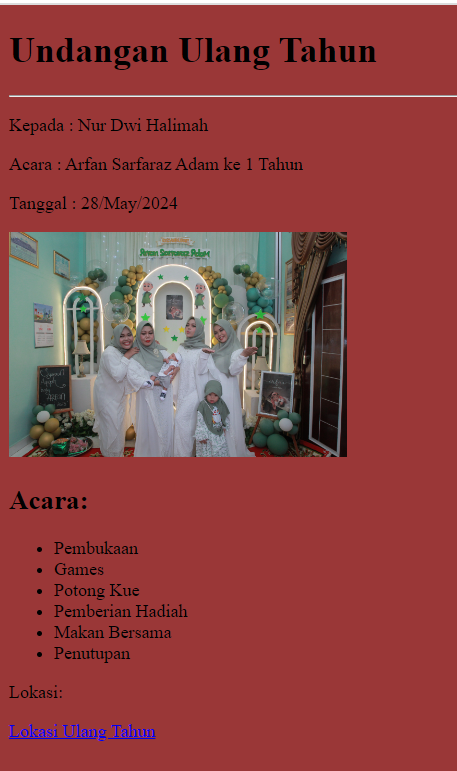 Undangan Ulang Tahun
Kepada : Nur Dwi Halimah
Acara : Arfan Sarfaraz Adam ke 1 Tahun
Tanggal : 28/May/2024
Arfan Sarfaraz Adam
Acara:
Pembukaan
Games
Potong Kue
Pemberian Hadiah
Makan Bersama
Penutupan
Lokasi:
Lokasi Ulang Tahun